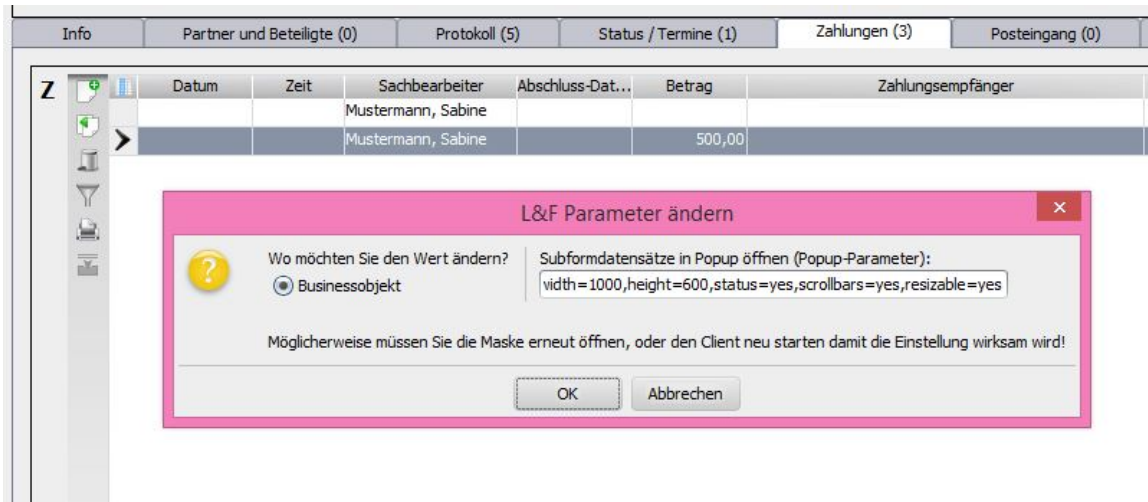 Info Partner und Beteiligte (0) Protokoll (5) Status / Termine (1) Zahlungen (3) Posteingang (0)
Z Datum Zeit Sachbearbeiter Abschluss-Dat... Betrag Zahlungsempfänger
Mustermann, Sabine
Mustermann, Sabine 500,00
L&F Parameter ändern
Wo möchten Sie den Wert ändern? Subformdatensätze in Popup öffnen (Popup-Parameter):
Businessobjekt width=1000,height=600,status=yes,scrollbars=yes,resizable=yes
Möglicherweise müssen Sie die Maske erneut öffnen, oder den Client neu starten damit die Einstellung wirksam wird!
OK Abbrechen